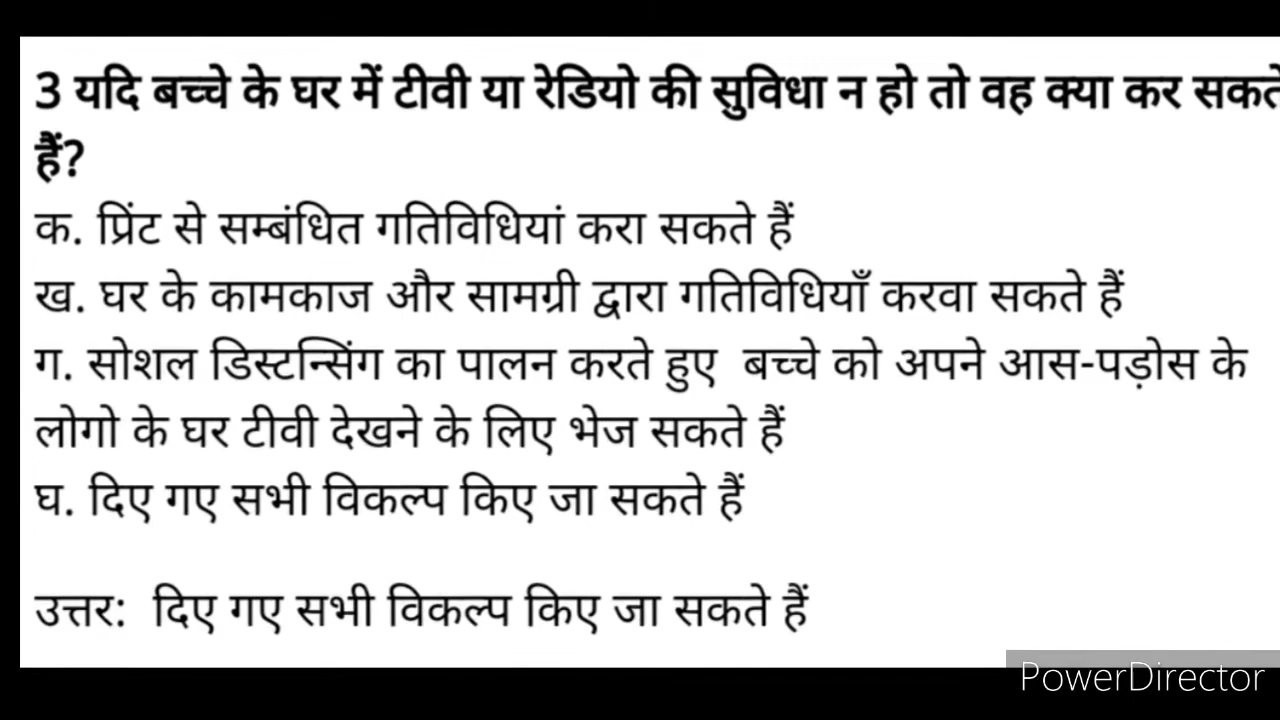 3 यदि बच्चे के घर में टीवी या रेडियो की सुविधा न हो तो वह क्या कर सकते
हैं?
क. प्रिंट से सम्बंधित गतिविधियां करा सकते हैं
ख. घर के कामकाज और सामग्री द्वारा गतिविधियाँ करवा सकते हैं
ग. सोशल डिस्टन्सिंग का पालन करते हुए  बच्चे को अपने आस-पड़ोस के
लोगो के घर टीवी देखने के लिए भेज सकते हैं
घ. दिए गए सभी विकल्प किए जा सकते हैं
उत्तर:  दिए गए सभी विकल्प किए जा सकते हैं
PowerDirector